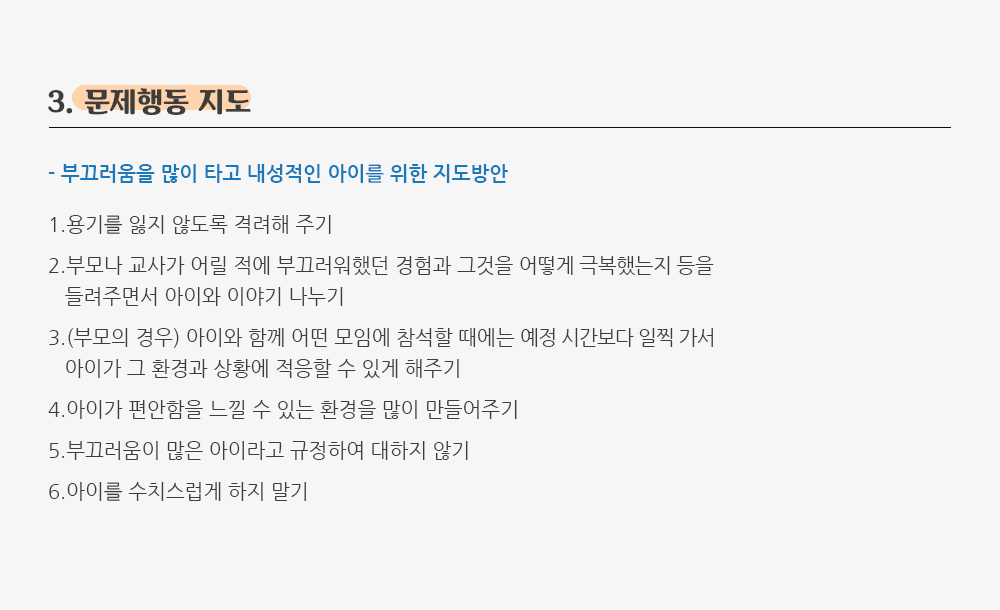 3. 문제행동 지도
- 부끄러움을 많이 타고 내성적인 아이를 위한 지도방안
1.용기를 잃지 않도록 격려해 주기
2.부모나 교사가 어릴 적에 부끄러워했던 경험과 그것을 어떻게 극복했는지 등을
들려주면서 아이와 이야기 나누기
3.(부모의 경우) 아이와 함께 어떤 모임에 참석할 때에는 예정 시간보다 일찍 가서
아이가 그 환경과 상황에 적응할 수 있게 해주기
4.아이가 편안함을 느낄 수 있는 환경을 많이 만들어주기
5.부끄러움이 많은 아이라고 규정하여 대하지 않기
6.아이를 수치스럽게 하지 말기